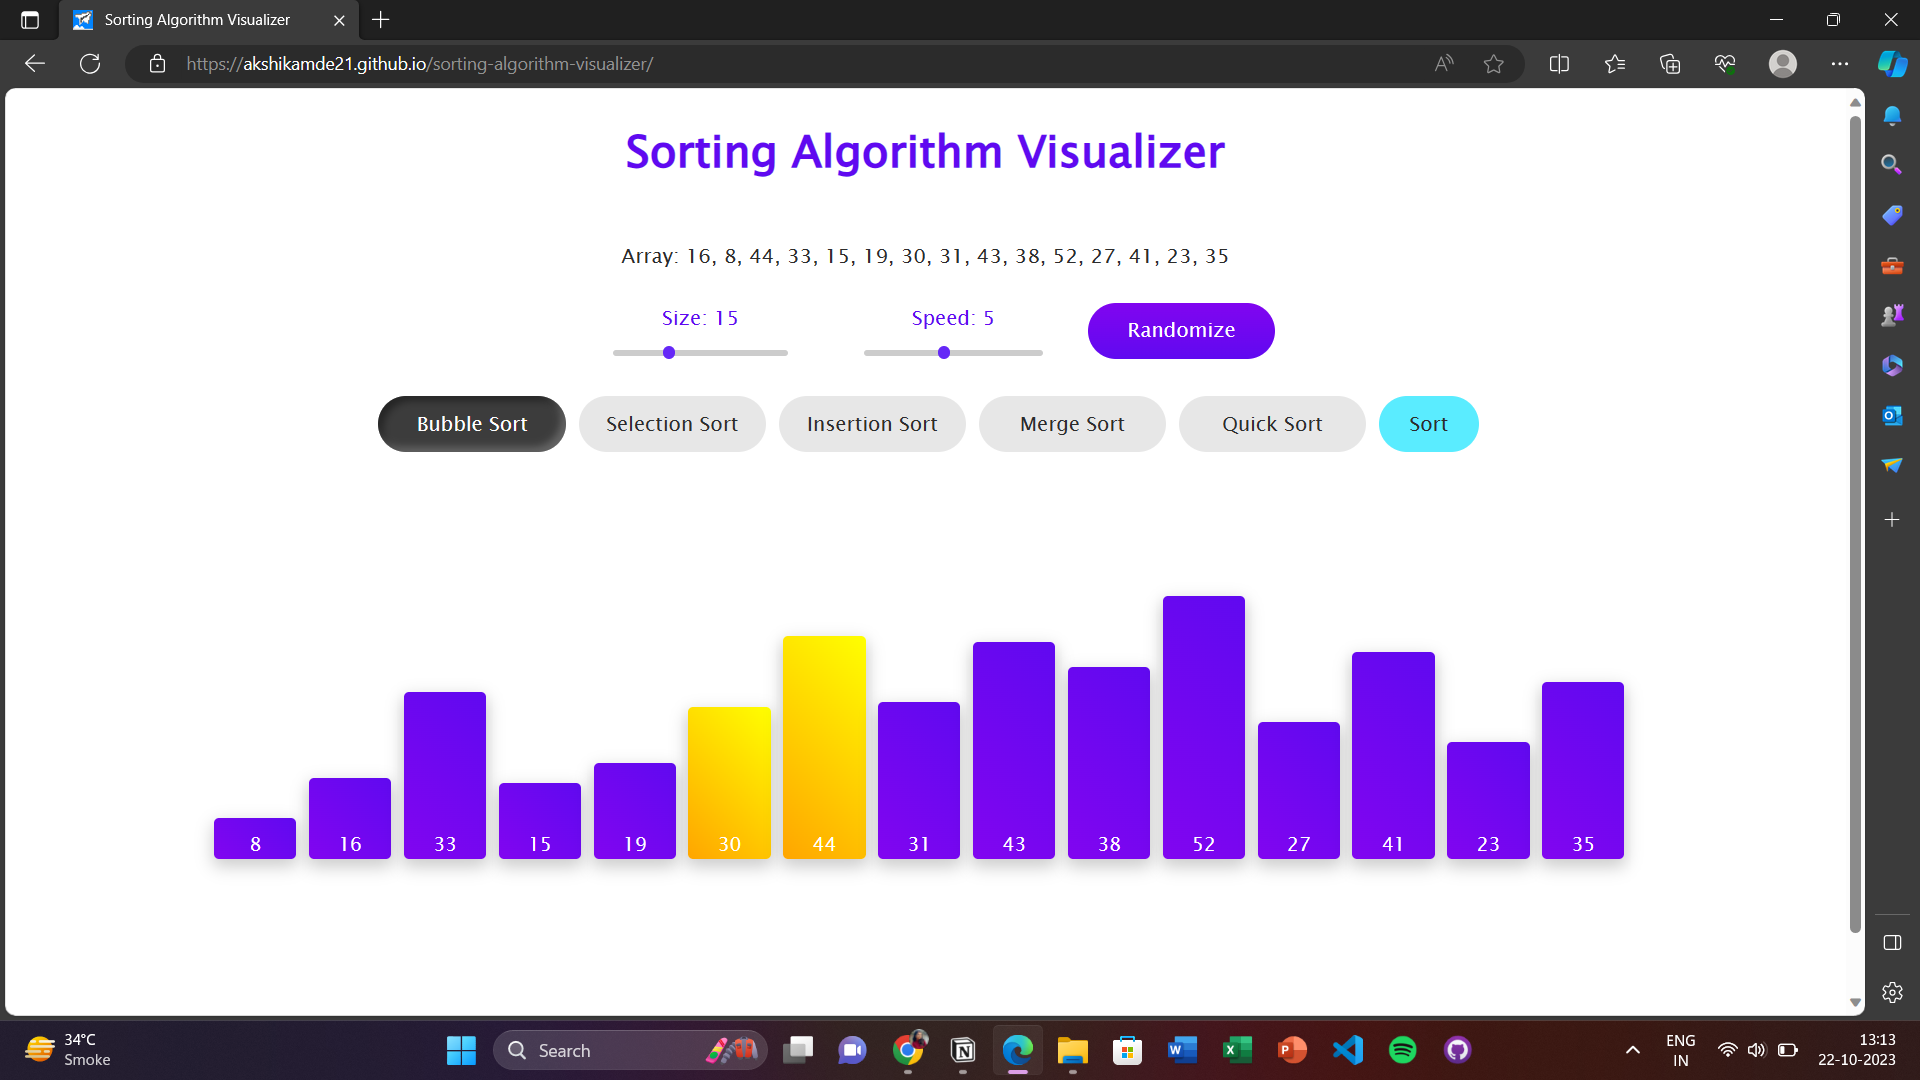 Sorting Algorithm Visualizer
https://akshikamde21.github.io/sorting-algorithm-visualizer/
Sorting Algorithm Visualizer
Array: 16, 8, 44, 33, 15, 19, 30, 31, 43, 38, 52, 27, 41, 23, 35
Size: 15 Speed: 5 Randomize
Bubble Sort Selection Sort Insertion Sort Merge Sort Quick Sort Sort
8 16 33 15 19 30 44 31 43 38 52 27 41 23 35
34°C
Smoke
Search
ENG
IN
13:13
22-10-2023